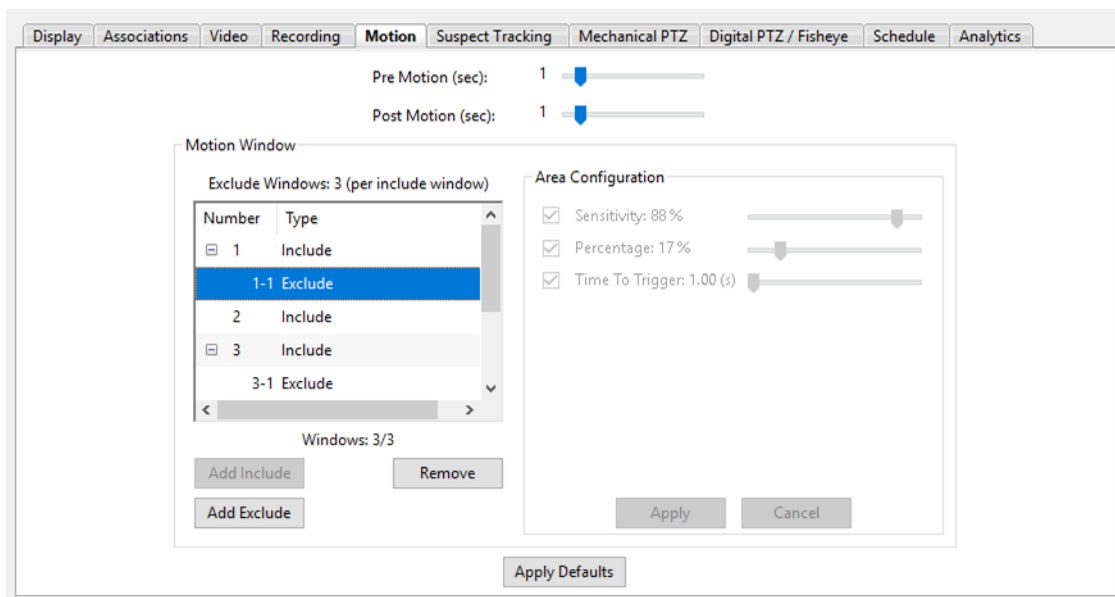 Display Associations Video Recording Motion Suspect Tracking Mechanical PTZ Digital PTZ / Fisheye Schedule Analytics
Pre Motion (sec): 1
Post Motion (sec): 1
Motion Window
Exclude Windows: 3 (per include window)
Number Type
1 Include
1-1 Exclude
2 Include
3 Include
3-1 Exclude
Windows: 3/3
Add Include Remove
Add Exclude
Area Configuration
Sensitivity: 88 %
Percentage: 17 %
Time To Trigger: 1.00 (s)
Apply Cancel
Apply Defaults